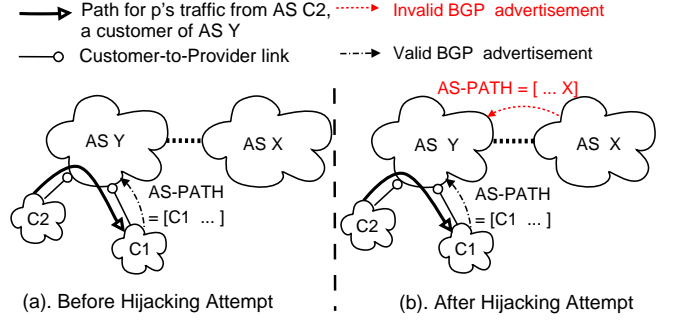 Path for p's traffic from AS C2,
a customer of AS Y
Invalid BGP advertisement
Customer-to-Provider link
Valid BGP advertisement
AS Y
AS X
AS-PATH
= [C1 ... ]
C2
C1
(a). Before Hijacking Attempt
AS-PATH = [ ... X]
AS Y
AS X
AS-PATH
= [C1 ... ]
C2
C1
(b). After Hijacking Attempt